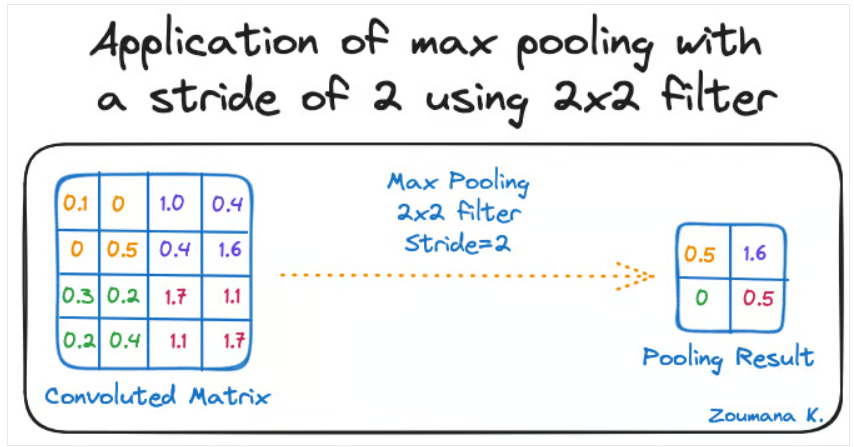 Application of max pooling with
a stride of 2 using 2x2 filter
0.1 0 1.0 0.4
0 0.5 0.4 1.6
0.3 0.2 1.7 1.1
0.2 0.4 1.1 1.7
Convoluted Matrix
Max Pooling
2x2 filter
Stride=2
0.5 1.6
0 0.5
Pooling Result
Zoumana K.